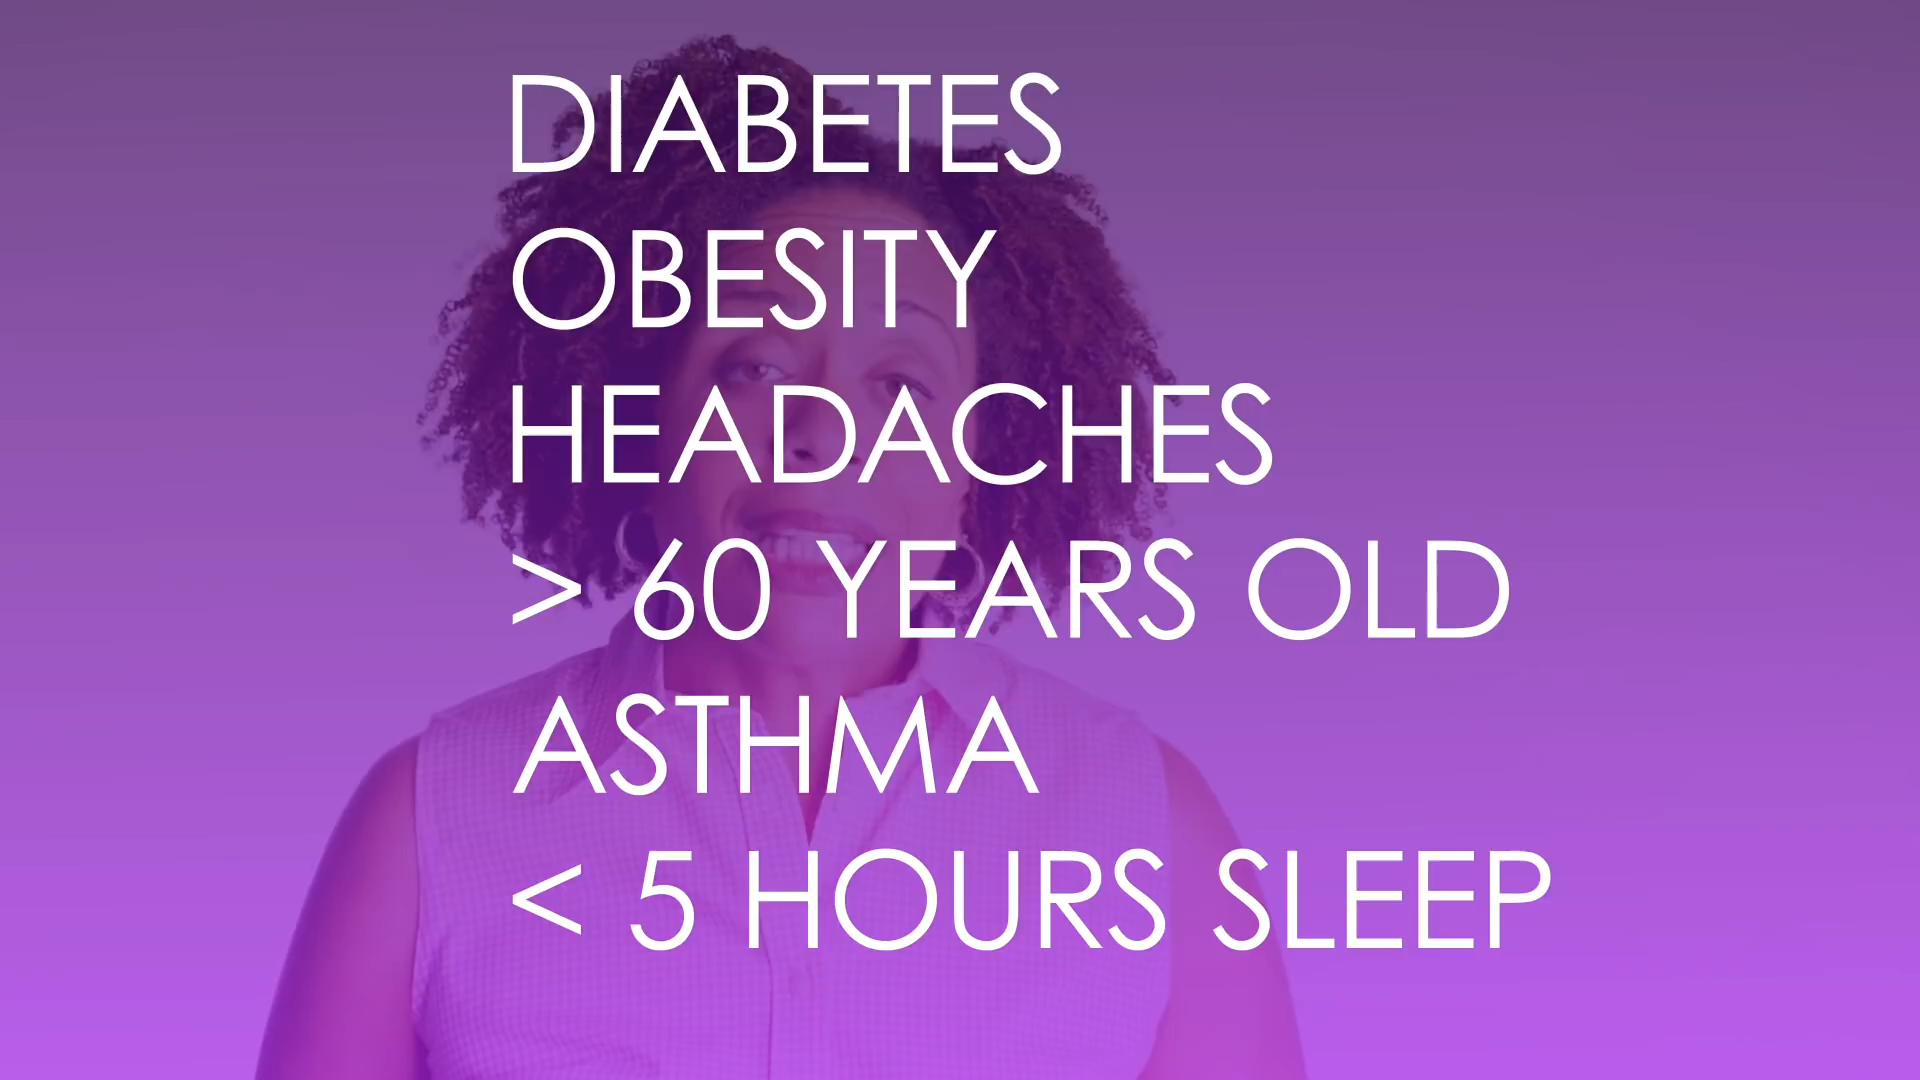 DIABETES
OBESITY
HEADACHES
> 60 YEARS OLD
ASTHMA
< 5 HOURS SLEEP